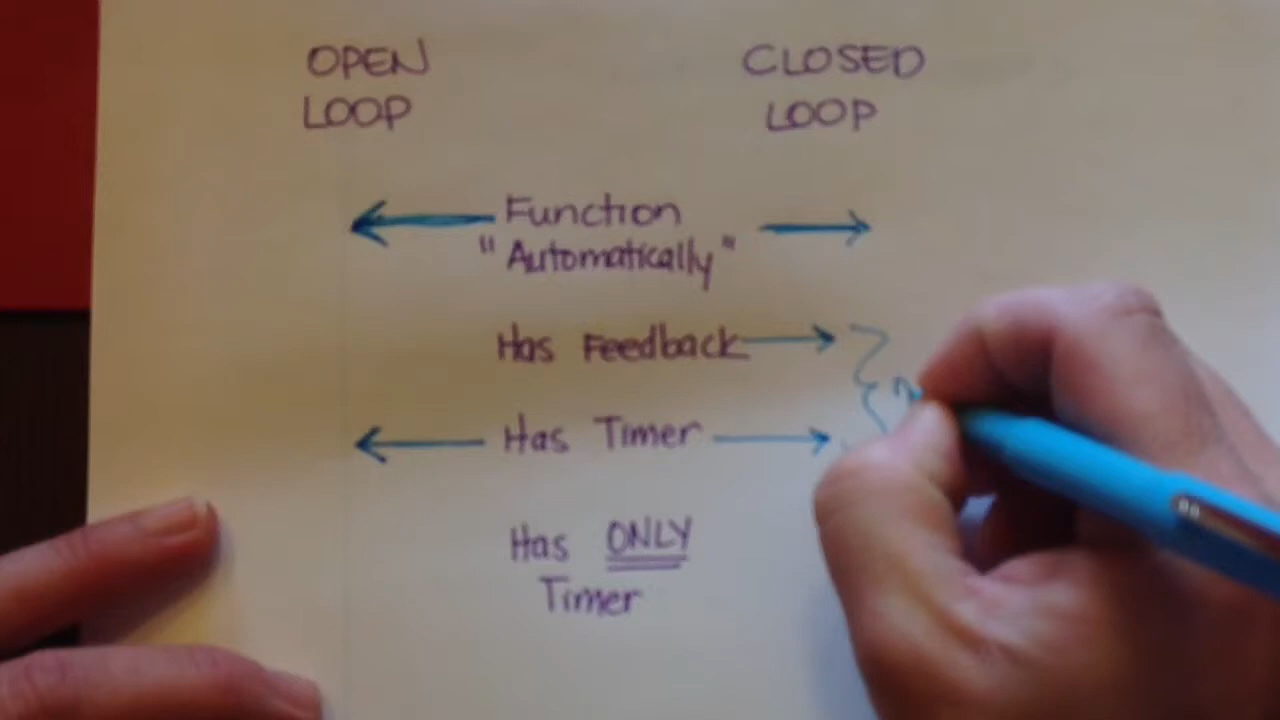 OPEN
LOOP
CLOSED
LOOP
Function
"Automatically"
Has Feedback
Has Timer
Has ONLY
Timer